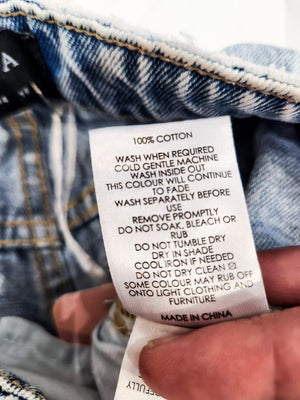 A
100% COTTON
WASH WHEN REQUIRED
COLD GENTLE MACHINE
WASH INSIDE OUT
THIS COLOUR WILL CONTINUE
TO FADE
WASH SEPARATELY BEFORE
USE
REMOVE PROMPTLY
DO NOT SOAK, BLEACH OR
RUB
DO NOT TUMBLE DRY
DRY IN SHADE
COOL IRON IF NEEDED
DO NOT DRY CLEAN
SOME COLOUR MAY RUB OFF
ONTO LIGHT CLOTHING AND
FURNITURE
MADE IN CHINA